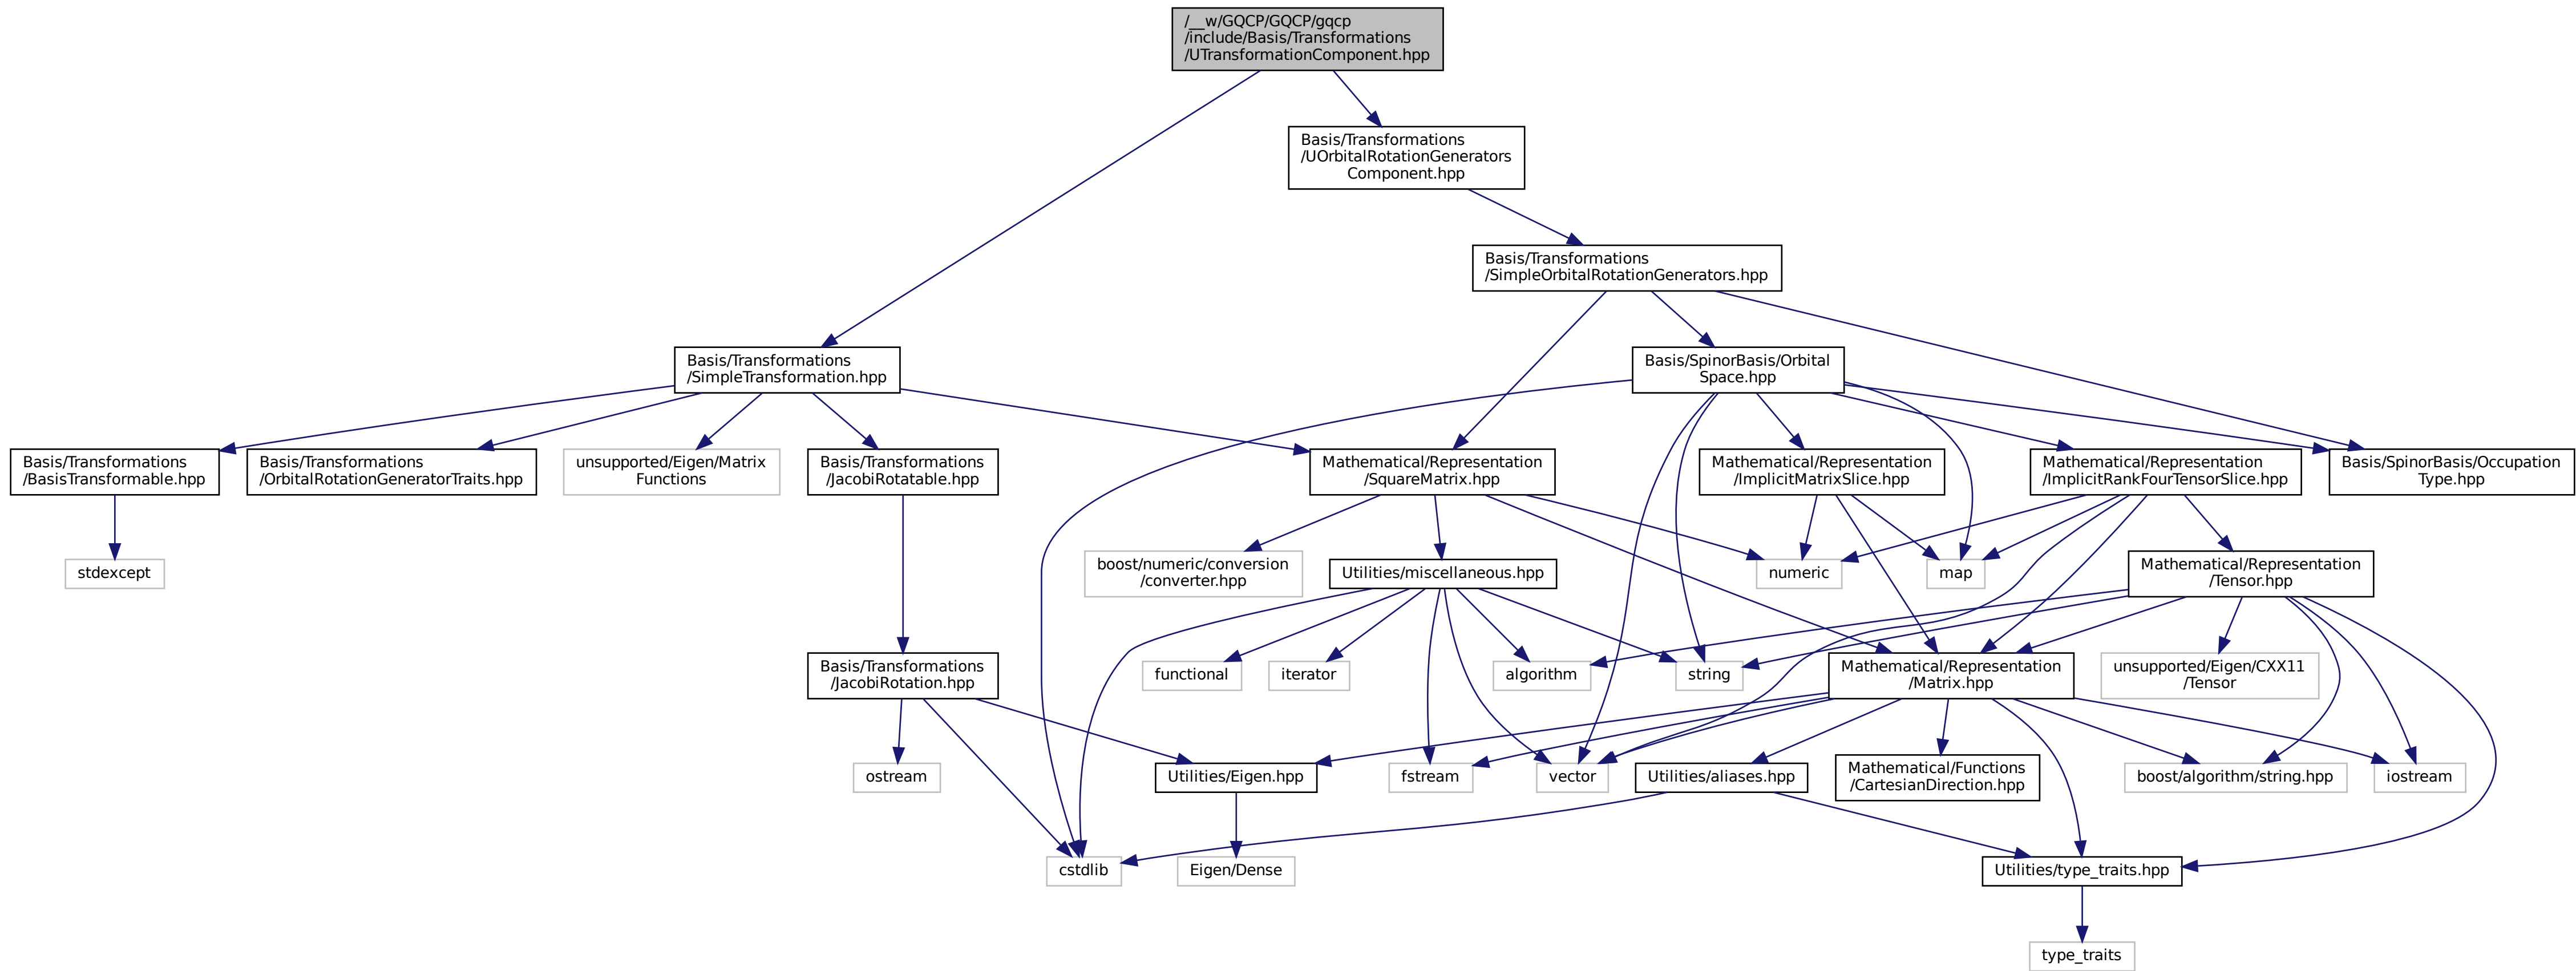 /__w/GQCP/GQCP/gqcp
/include/Basis/Transformations
/UTransformationComponent.hpp
Basis/Transformations
/UOrbitalRotationGenerators
Component.hpp
Basis/Transformations
/SimpleOrbitalRotationGenerators.hpp
Basis/Transformations
/SimpleTransformation.hpp
Basis/SpinorBasis/Orbital
Space.hpp
Basis/Transformations
/BasisTransformable.hpp
Basis/Transformations
/OrbitalRotationGeneratorTraits.hpp
unsupported/Eigen/Matrix
Functions
Basis/Transformations
/JacobiRotatable.hpp
Mathematical/Representation
/SquareMatrix.hpp
Mathematical/Representation
/ImplicitMatrixSlice.hpp
Mathematical/Representation
/ImplicitRankFourTensorSlice.hpp
Basis/SpinorBasis/Occupation
Type.hpp
stdexcept
boost/numeric/conversion
/converter.hpp
Utilities/miscellaneous.hpp
numeric
map
Mathematical/Representation
/Tensor.hpp
Basis/Transformations
/JacobiRotation.hpp
functional
iterator
algorithm
string
Mathematical/Representation
/Matrix.hpp
unsupported/Eigen/CXX11
/Tensor
ostream
Utilities/Eigen.hpp
fstream
vector
Utilities/aliases.hpp
Mathematical/Functions
/CartesianDirection.hpp
boost/algorithm/string.hpp
iostream
cstdlib
Eigen/Dense
Utilities/type_traits.hpp
type_traits